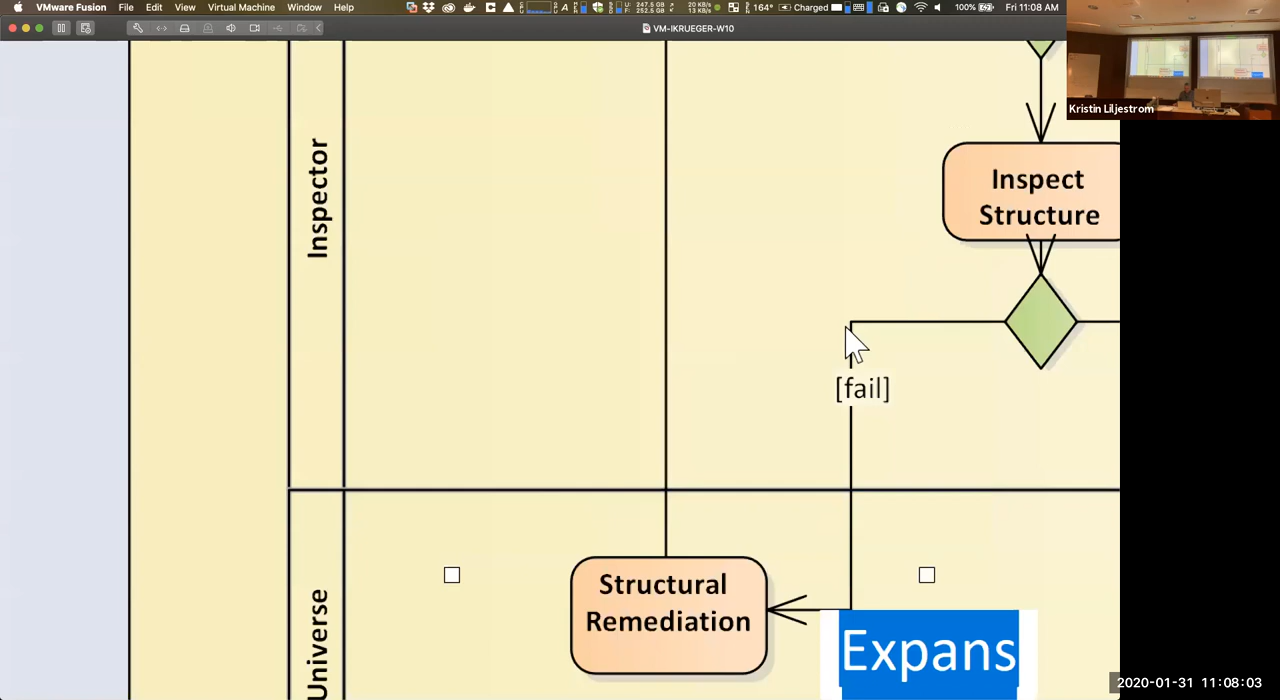 VMware Fusion File Edit View Virtual Machine Window Help
164° Charged 100% Fri 11:08 AM
VM-IKRUEGER-W10
Kristin Liljestrom
Inspector
Inspect
Structure
[fail]
Universe
Structural
Remediation
Expans
2020-01-31 11:08:03